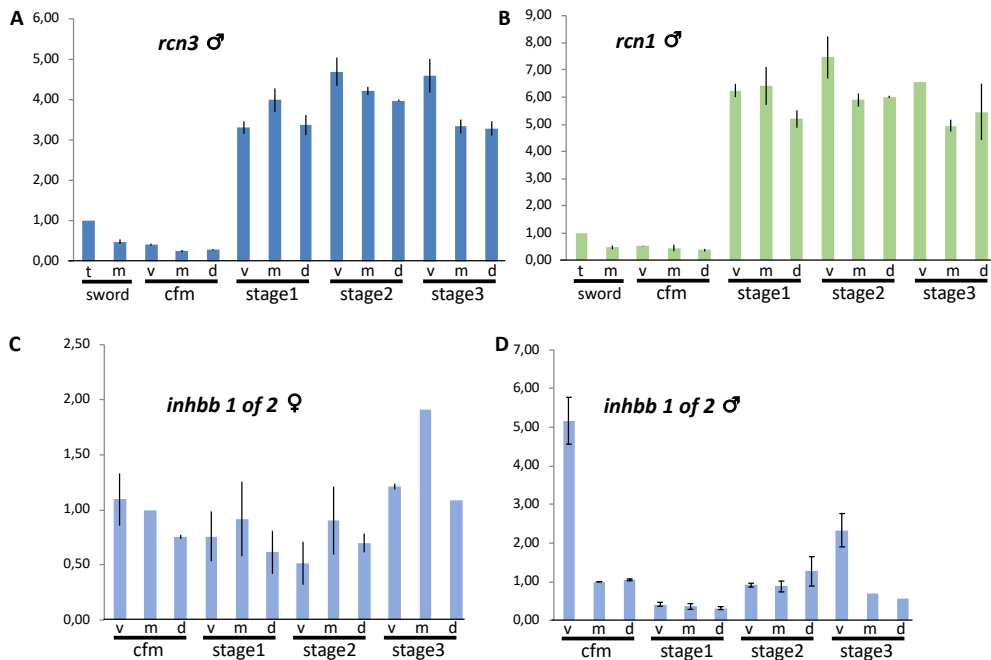 A
rcn3 ♂
6,00
5,00
4,00
3,00
2,00
1,00
0,00
t m v m d v m d v m d v m d
sword cfm stage1 stage2 stage3
B
rcn1 ♂
9,00
8,00
7,00
6,00
5,00
4,00
3,00
2,00
1,00
0,00
t m v m d v m d v m d v m d
sword cfm stage1 stage2 stage3
C
inhbb 1 of 2 ♀
2,50
2,00
1,50
1,00
0,50
0,00
v m d v m d v m d v m d
cfm stage1 stage2 stage3
D
inhbb 1 of 2 ♂
7,00
6,00
5,00
4,00
3,00
2,00
1,00
0,00
v m d v m d v m d v m d
cfm stage1 stage2 stage3